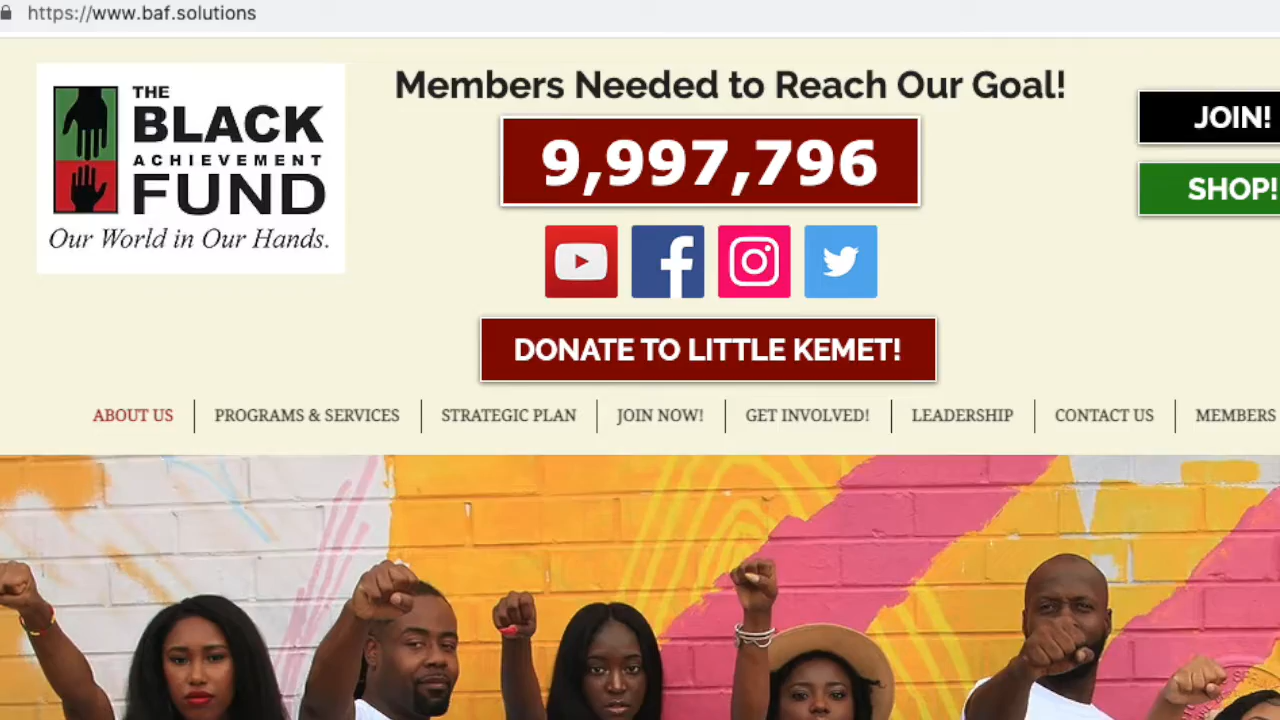 https://www.baf.solutions
THE
BLACK
ACHIEVEMENT
FUND
Our World in Our Hands.
Members Needed to Reach Our Goal!
9,997,796
JOIN!
SHOP!
DONATE TO LITTLE KEMET!
ABOUT US
PROGRAMS & SERVICES
STRATEGIC PLAN
JOIN NOW!
GET INVOLVED!
LEADERSHIP
CONTACT US
MEMBERS